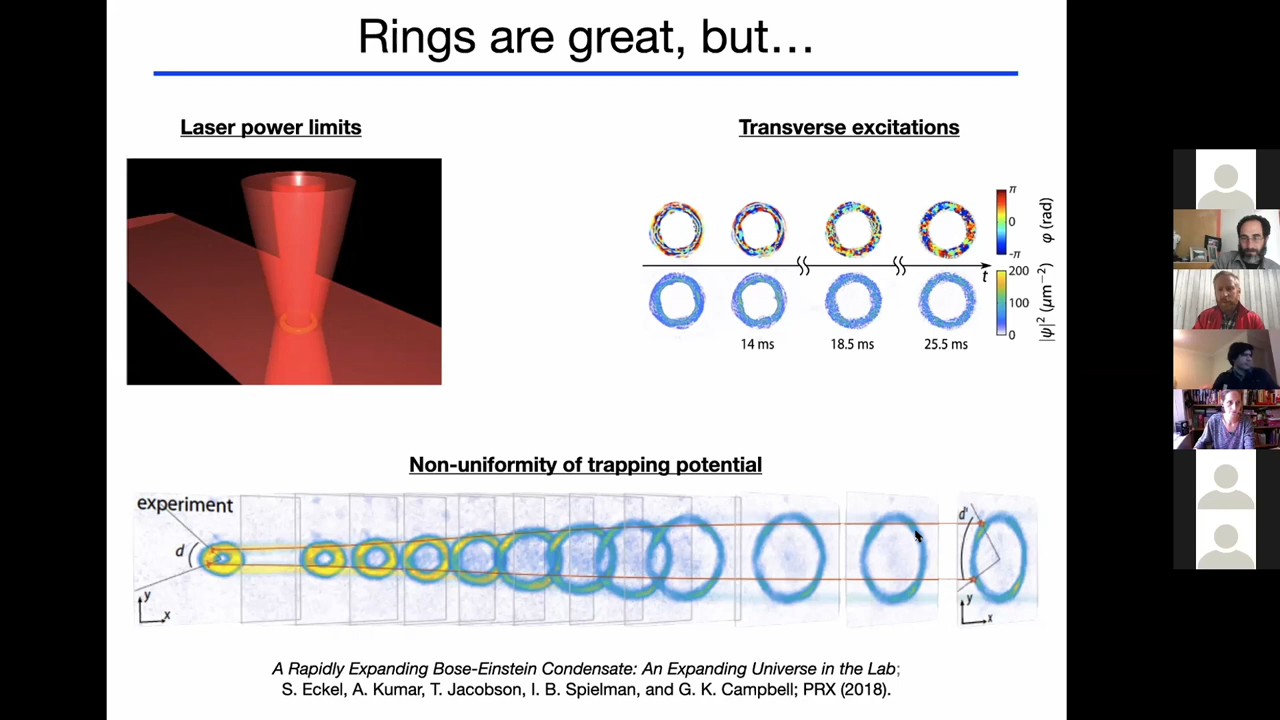 Rings are great, but…
Laser power limits
Transverse excitations
π
0
-π
φ (rad)
t
200
100
0
|ψ|² (μm⁻²)
14 ms
18.5 ms
25.5 ms
Non-uniformity of trapping potential
experiment
d
y
x
d'
y
x
A Rapidly Expanding Bose-Einstein Condensate: An Expanding Universe in the Lab;
S. Eckel, A. Kumar, T. Jacobson, I. B. Spielman, and G. K. Campbell; PRX (2018).